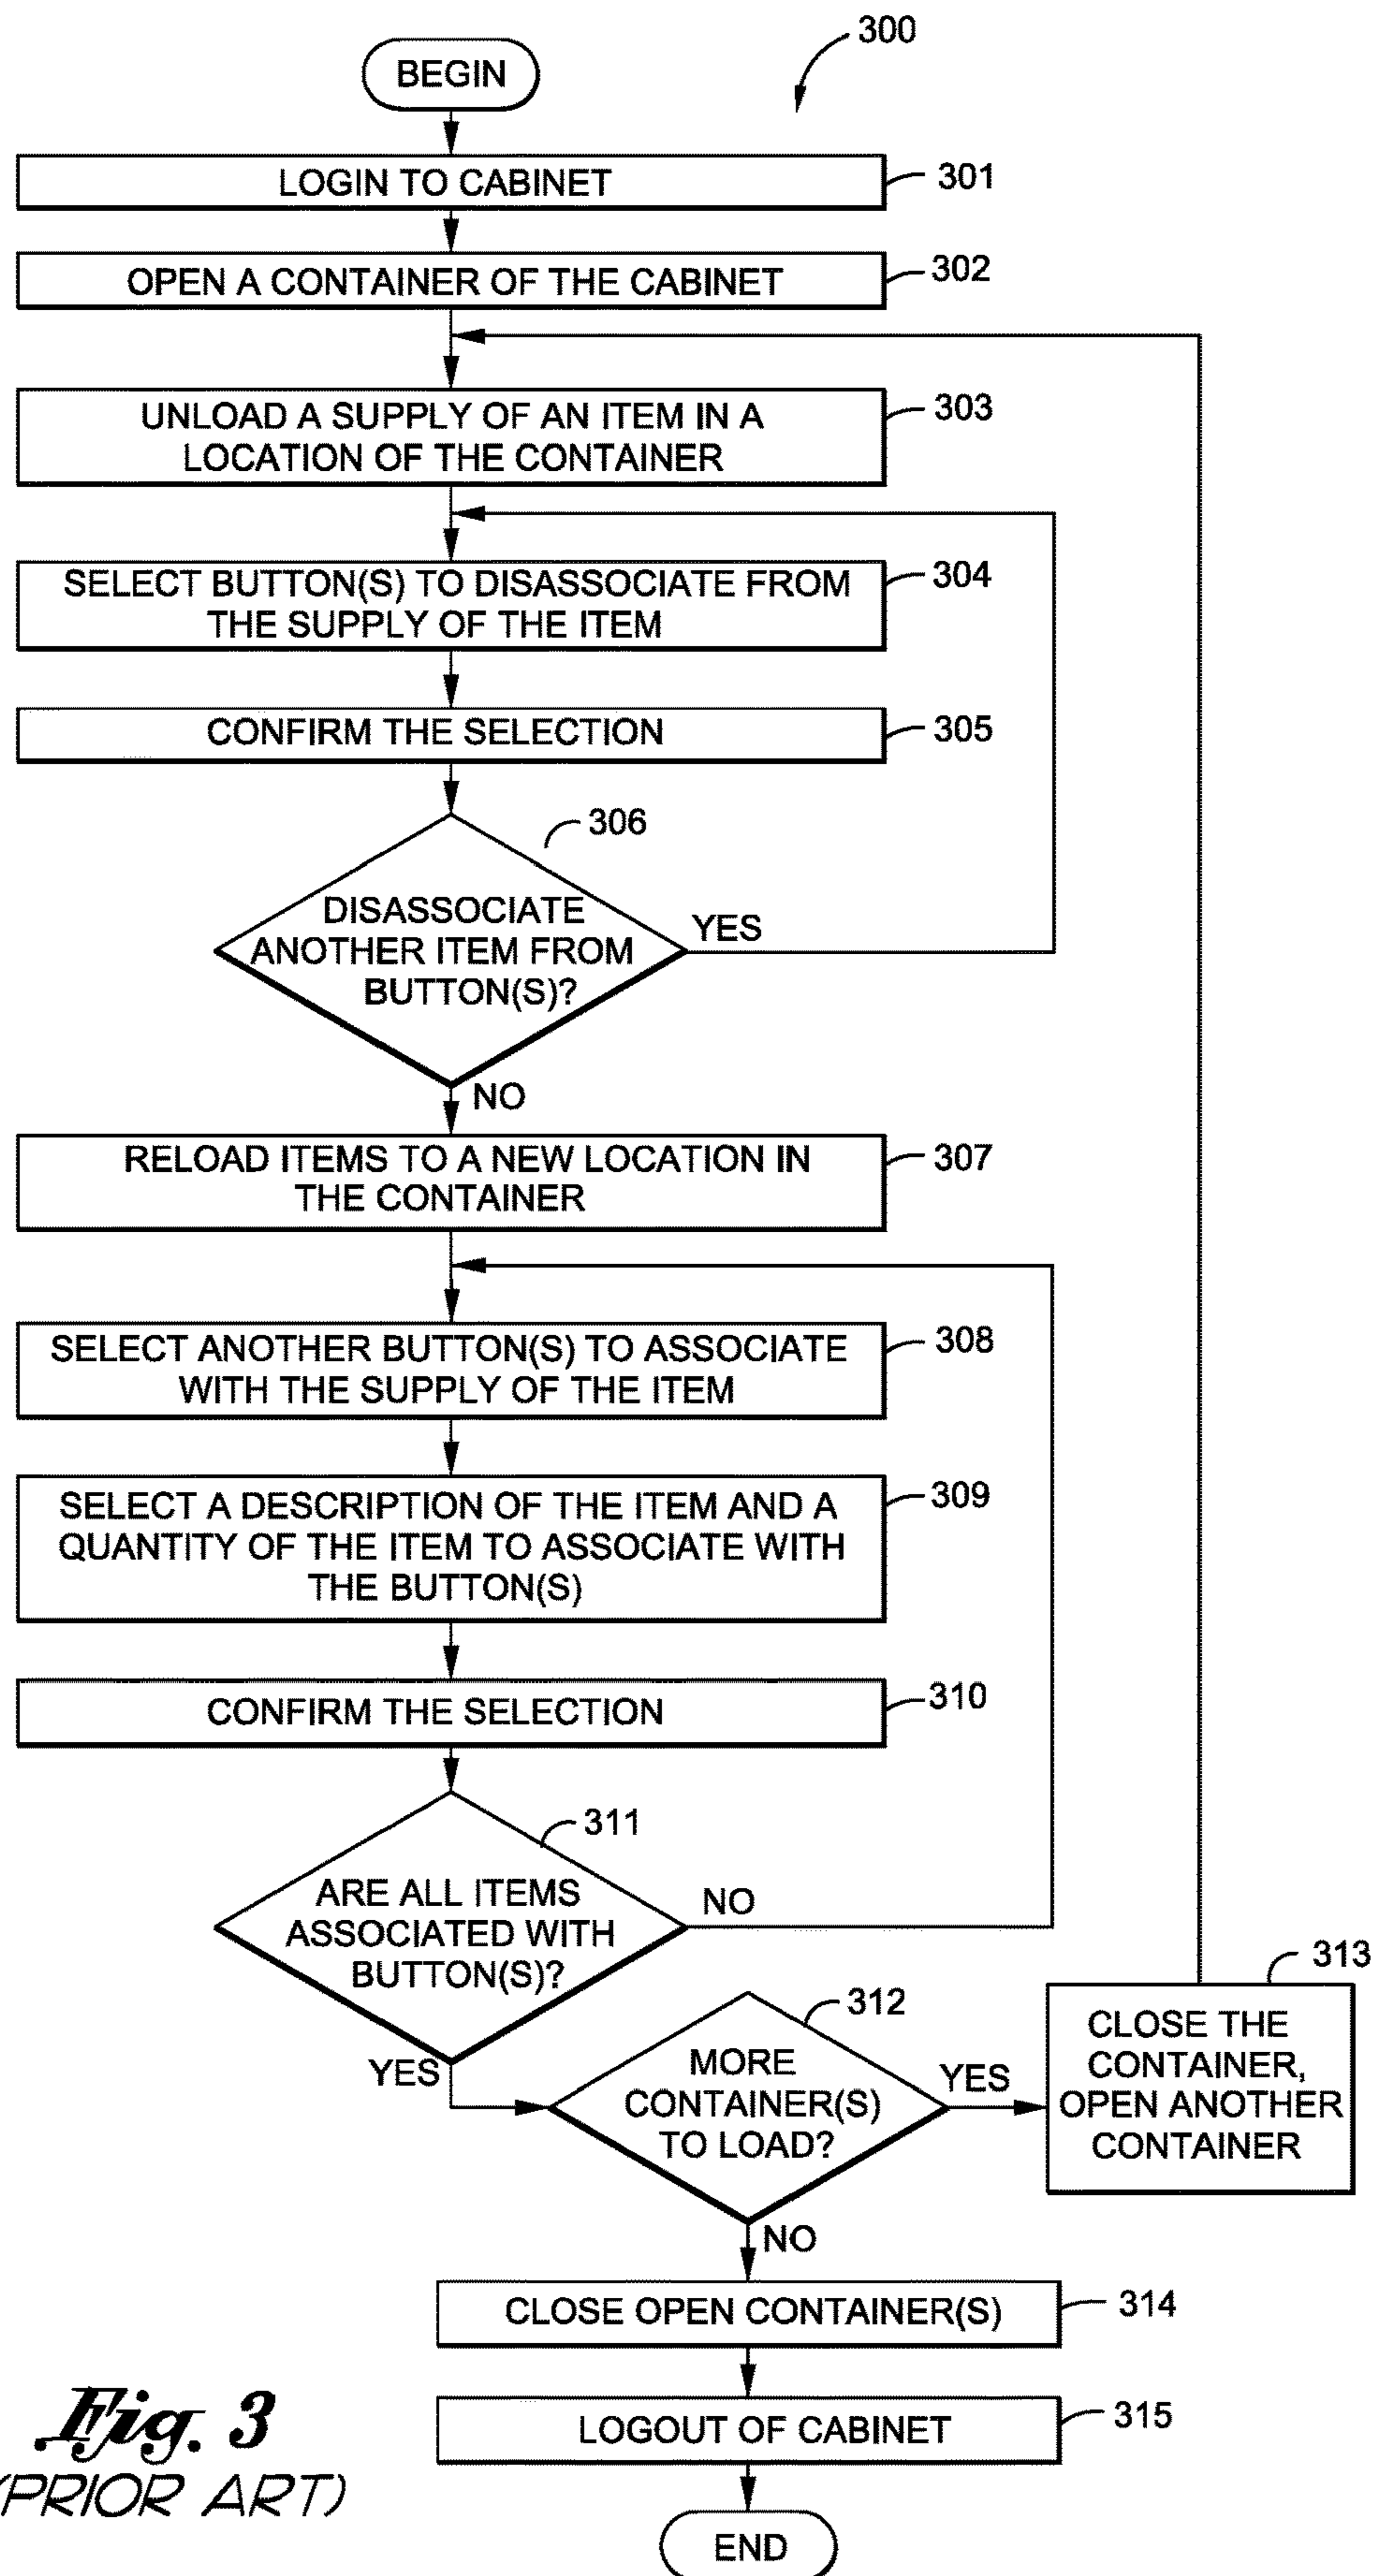 300
BEGIN
LOGIN TO CABINET
301
OPEN A CONTAINER OF THE CABINET
302
UNLOAD A SUPPLY OF AN ITEM IN A
LOCATION OF THE CONTAINER
303
SELECT BUTTON(S) TO DISASSOCIATE FROM
THE SUPPLY OF THE ITEM
304
CONFIRM THE SELECTION
305
306
DISASSOCIATE
ANOTHER ITEM FROM
BUTTON(S)?
YES
NO
RELOAD ITEMS TO A NEW LOCATION IN
THE CONTAINER
307
SELECT ANOTHER BUTTON(S) TO ASSOCIATE
WITH THE SUPPLY OF THE ITEM
308
SELECT A DESCRIPTION OF THE ITEM AND A
QUANTITY OF THE ITEM TO ASSOCIATE WITH
THE BUTTON(S)
309
CONFIRM THE SELECTION
310
311
ARE ALL ITEMS
ASSOCIATED WITH
BUTTON(S)?
NO
YES
312
MORE
CONTAINER(S)
TO LOAD?
YES
NO
313
CLOSE THE
CONTAINER,
OPEN ANOTHER
CONTAINER
CLOSE OPEN CONTAINER(S)
314
LOGOUT OF CABINET
315
END
Fig. 3
(PRIOR ART)